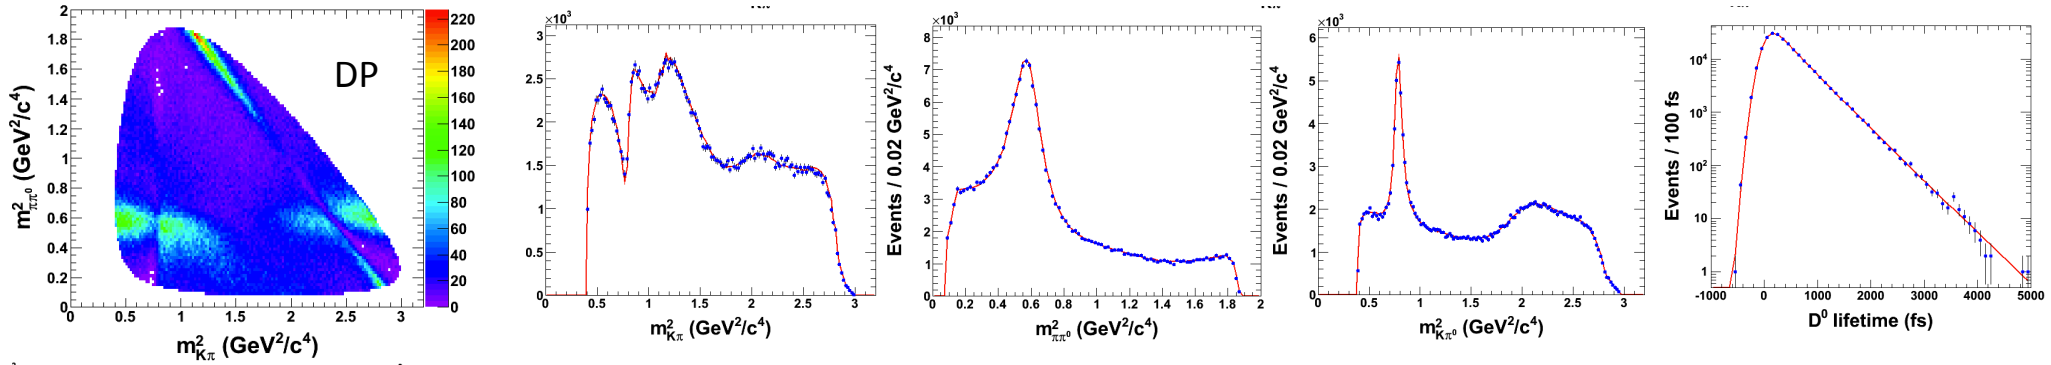 DP
m²Kπ (GeV²/c⁴)
m²ππ⁰ (GeV²/c⁴)
0 0.5 1 1.5 2 2.5 3
0 0.2 0.4 0.6 0.8 1 1.2 1.4 1.6 1.8 2
0 20 40 60 80 100 120 140 160 180 200 220
×10³
m²Kπ (GeV²/c⁴)
0 0.5 1 1.5 2 2.5 3
0 0.5 1 1.5 2 2.5 3
×10³
Events / 0.02 GeV²/c⁴
m²ππ⁰ (GeV²/c⁴)
0 0.2 0.4 0.6 0.8 1 1.2 1.4 1.6 1.8 2
0 1 2 3 4 5 6 7 8
×10³
Events / 0.02 GeV²/c⁴
m²Kπ⁰ (GeV²/c⁴)
0 0.5 1 1.5 2 2.5 3
0 1 2 3 4 5 6
Events / 100 fs
D⁰ lifetime (fs)
-1000 0 1000 2000 3000 4000 5000
1 10 10² 10³ 10⁴